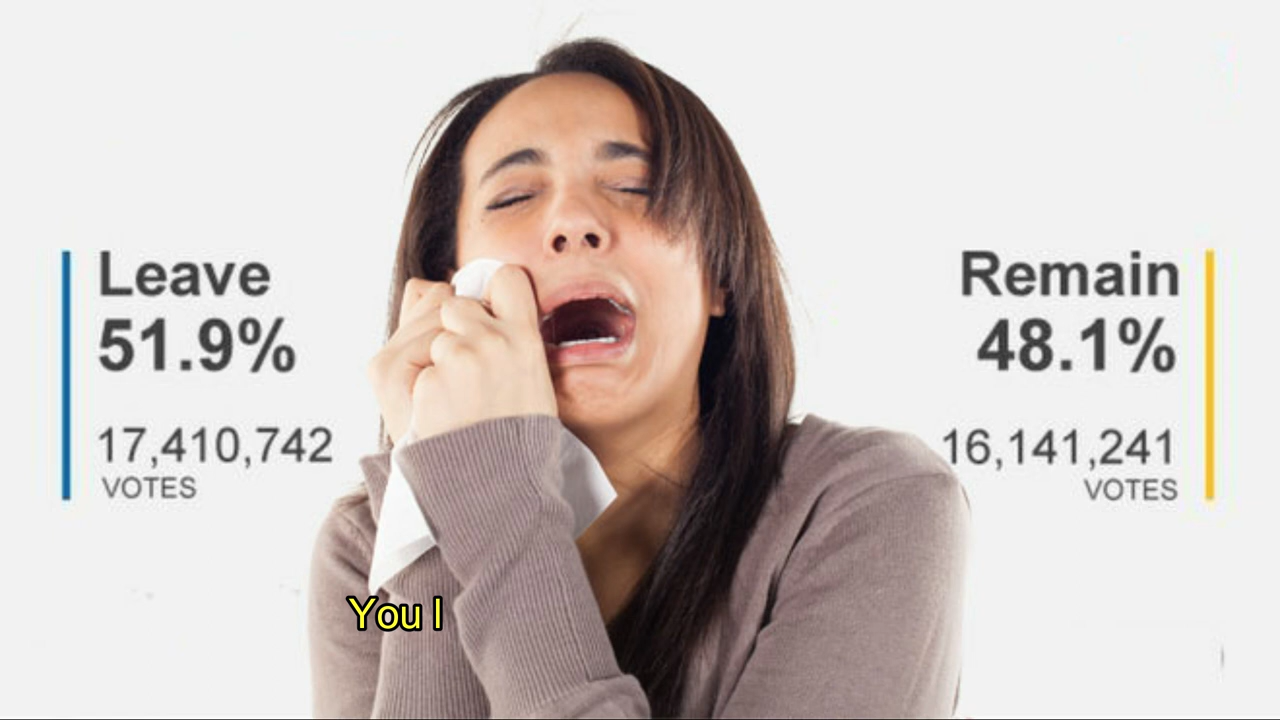 Leave
51.9%
17,410,742
VOTES
Remain
48.1%
16,141,241
VOTES
You l